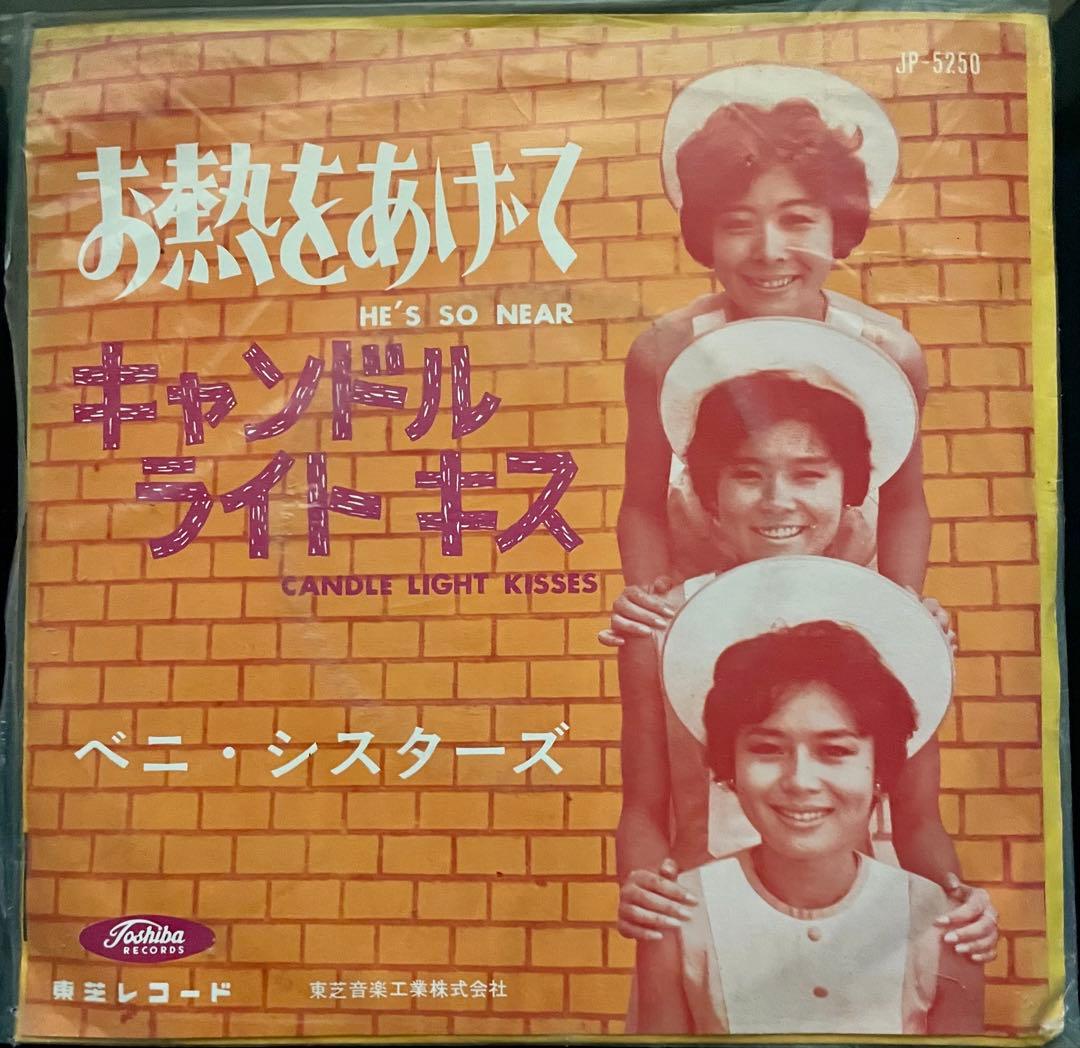 JP-5250
お熱をあげて
HE'S SO NEAR
キャンドル
ライト キス
CANDLE LIGHT KISSES
ベニ・シスターズ
Toshiba
RECORDS
東芝レコード
東芝音楽工業株式会社